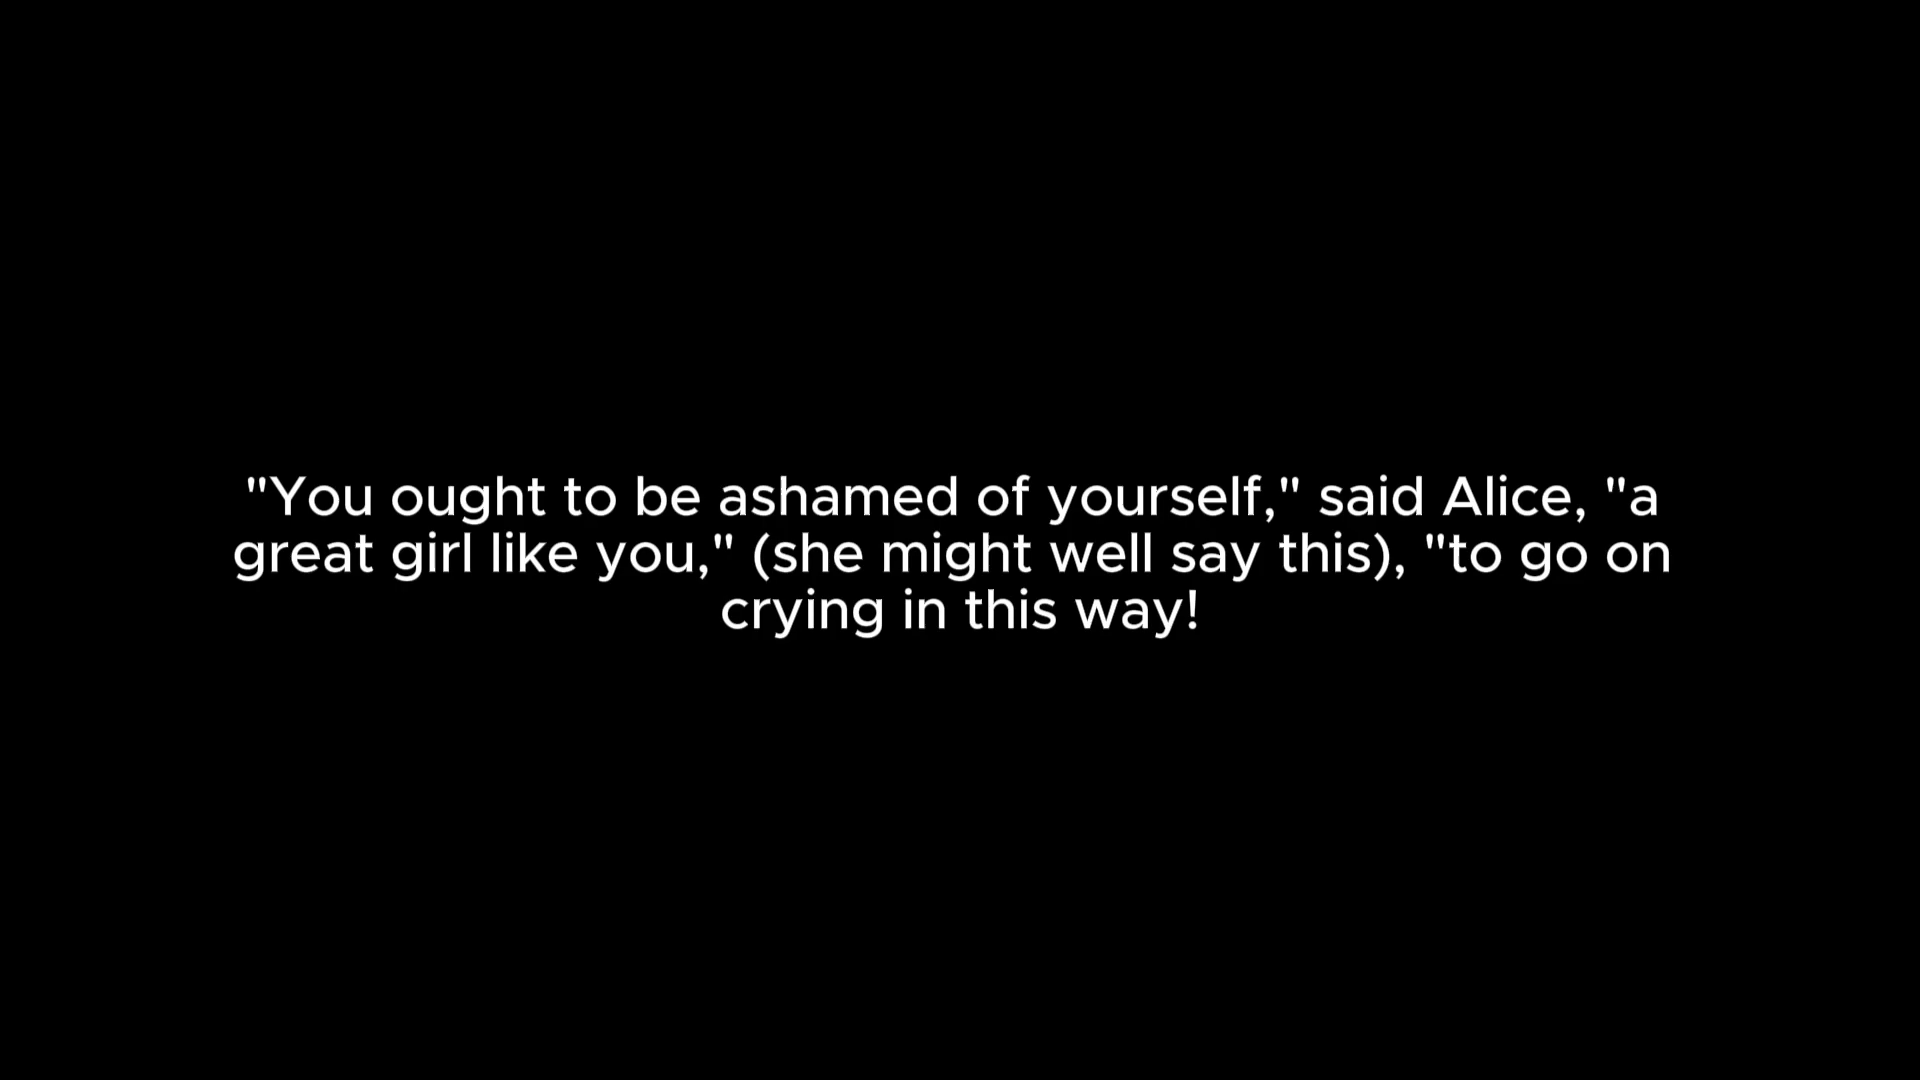 "You ought to be ashamed of yourself," said Alice, "a
great girl like you," (she might well say this), "to go on
crying in this way!